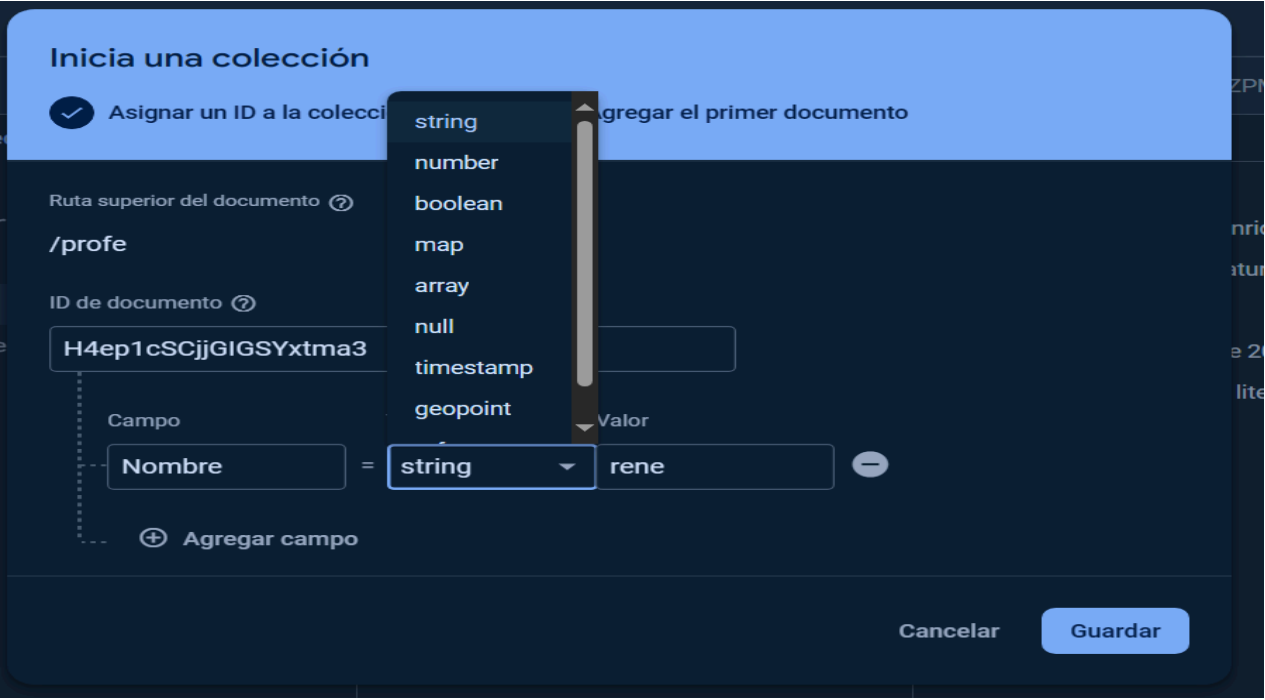 Inicia una colección
Asignar un ID a la colecci
gregar el primer documento
Ruta superior del documento
/profe
ID de documento
H4ep1cSCjjGIGSYxtma3
Campo
Valor
Nombre = string rene
string
number
boolean
map
array
null
timestamp
geopoint
Agregar campo
Cancelar Guardar